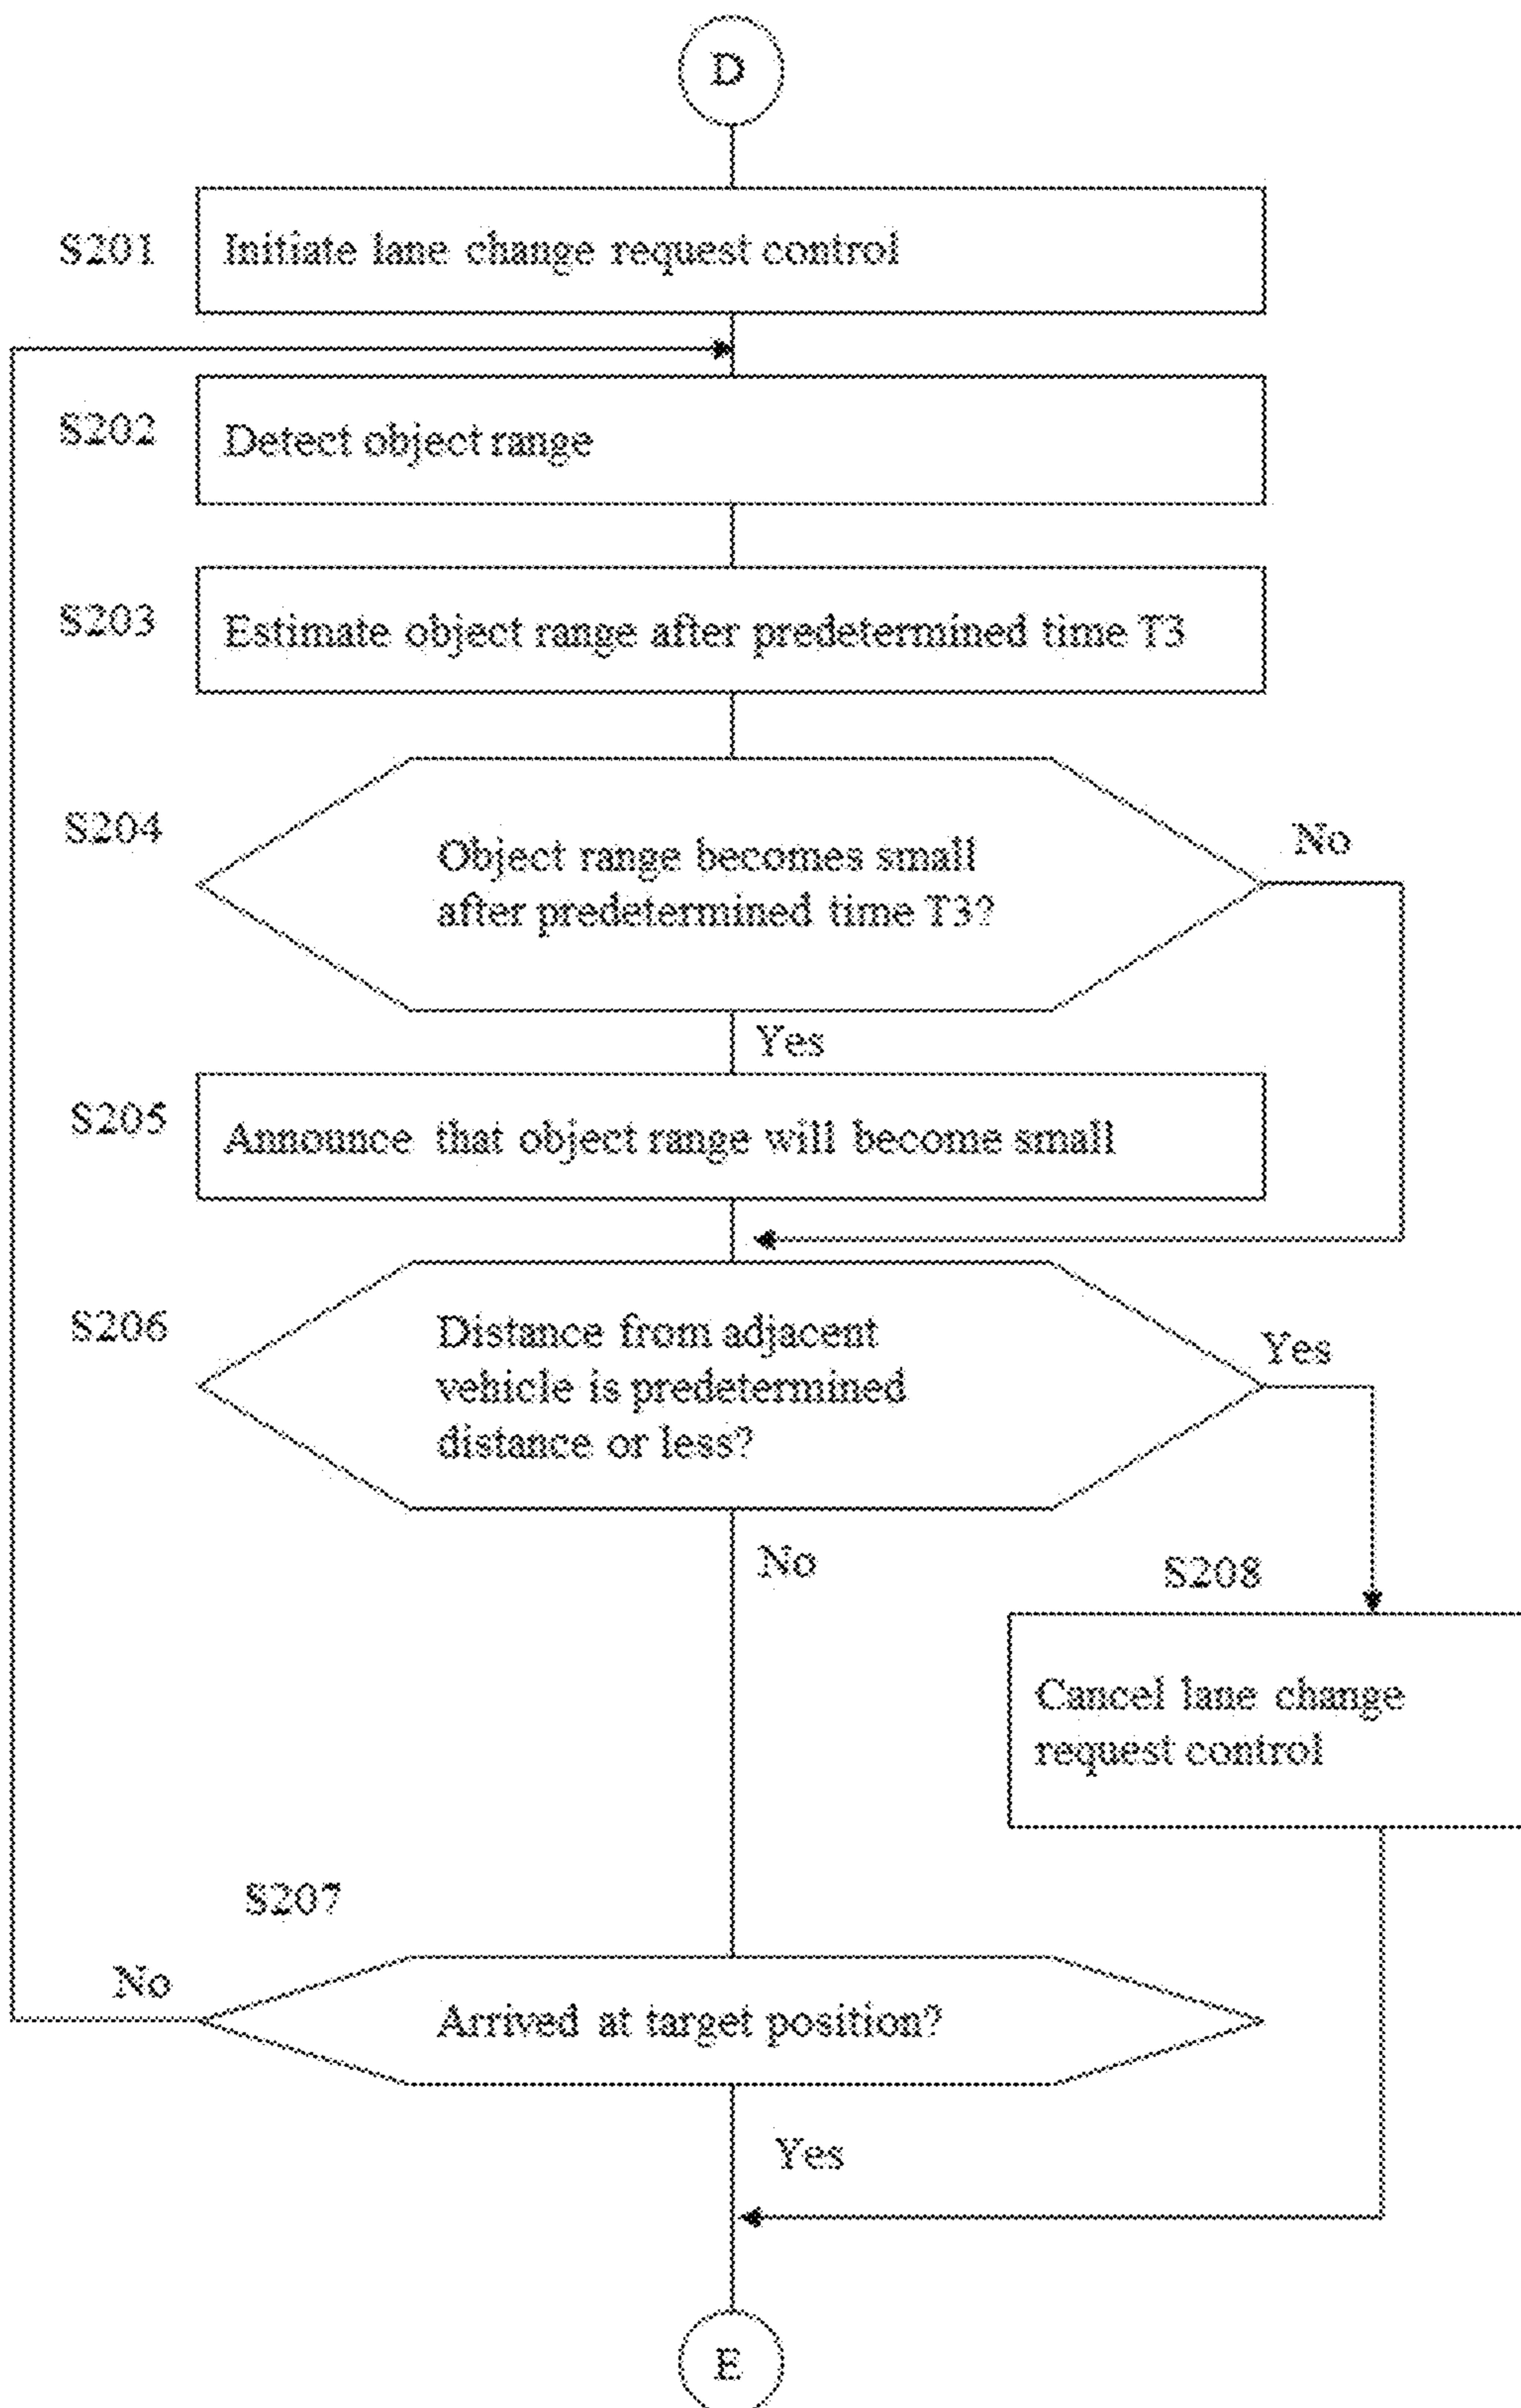 D
S201
Initiate lane change request control
S202
Detect object range
S203
Estimate object range after predetermined time T3
S204
Object range becomes small
after predetermined time T3?
No
Yes
S205
Announce that object range will become small
S206
Distance from adjacent
vehicle is predetermined
distance or less?
Yes
No
S208
Cancel lane change
request control
S207
No
Arrived at target position?
Yes
E